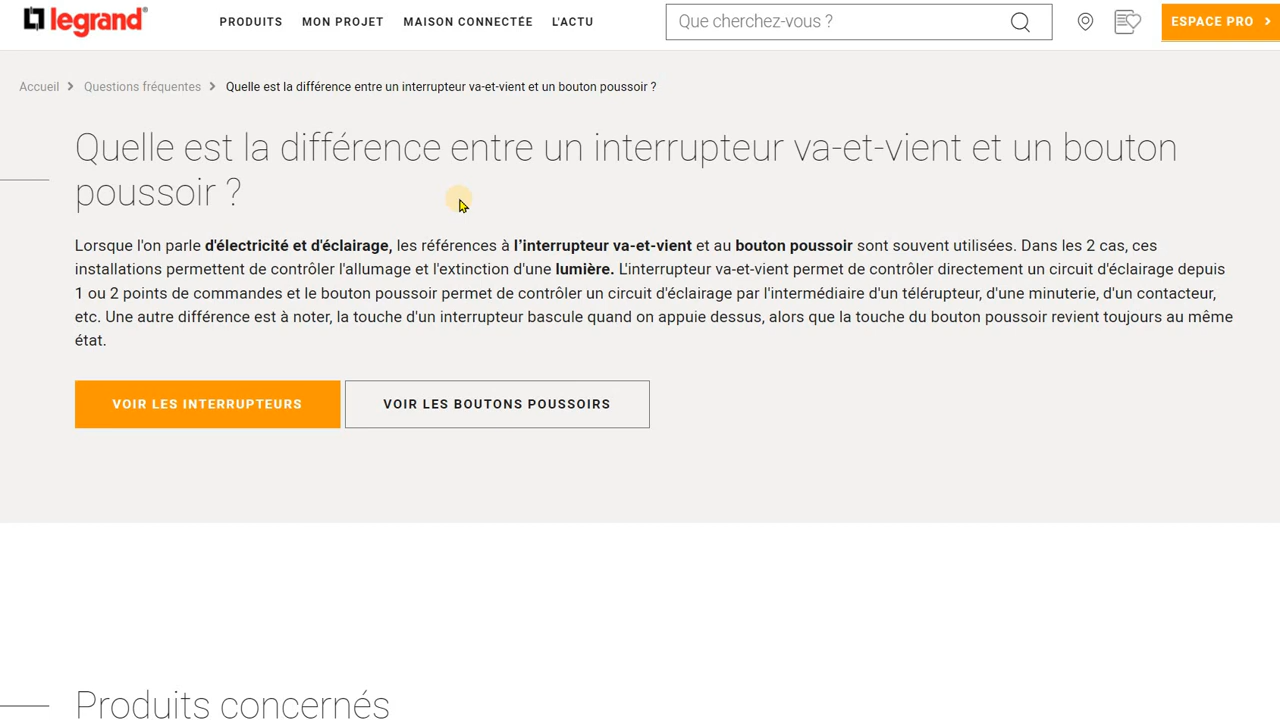 legrand®
PRODUITS MON PROJET MAISON CONNECTÉE L'ACTU
Que cherchez-vous ?
ESPACE PRO
Accueil Questions fréquentes Quelle est la différence entre un interrupteur va-et-vient et un bouton poussoir ?
Quelle est la différence entre un interrupteur va-et-vient et un bouton
poussoir ?
Lorsque l'on parle d'électricité et d'éclairage, les références à l’interrupteur va-et-vient et au bouton poussoir sont souvent utilisées. Dans les 2 cas, ces
installations permettent de contrôler l'allumage et l'extinction d'une lumière. L'interrupteur va-et-vient permet de contrôler directement un circuit d'éclairage depuis
1 ou 2 points de commandes et le bouton poussoir permet de contrôler un circuit d'éclairage par l'intermédiaire d'un télérupteur, d'une minuterie, d'un contacteur,
etc. Une autre différence est à noter, la touche d'un interrupteur bascule quand on appuie dessus, alors que la touche du bouton poussoir revient toujours au même
état.
VOIR LES INTERRUPTEURS VOIR LES BOUTONS POUSSOIRS
Produits concernés